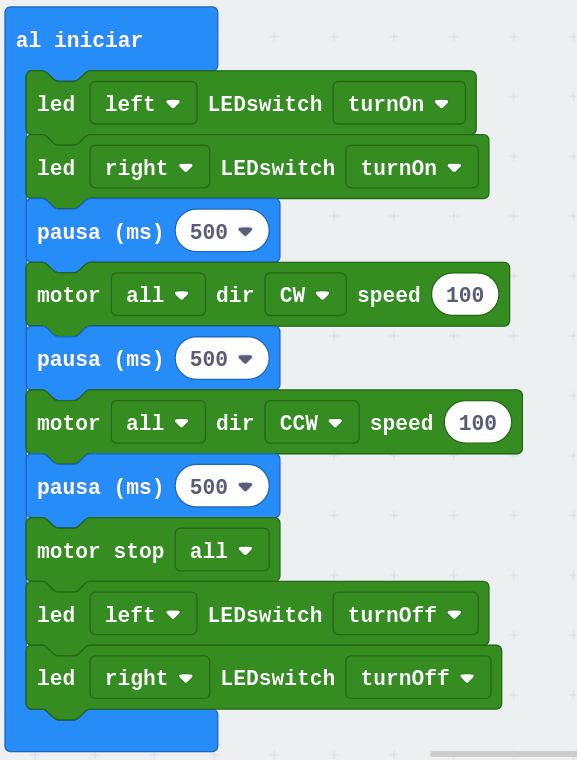 al iniciar
led left LEDswitch turnOn
led right LEDswitch turnOn
pausa (ms) 500
motor all dir CW speed 100
pausa (ms) 500
motor all dir CCW speed 100
pausa (ms) 500
motor stop all
led left LEDswitch turnOff
led right LEDswitch turnOff